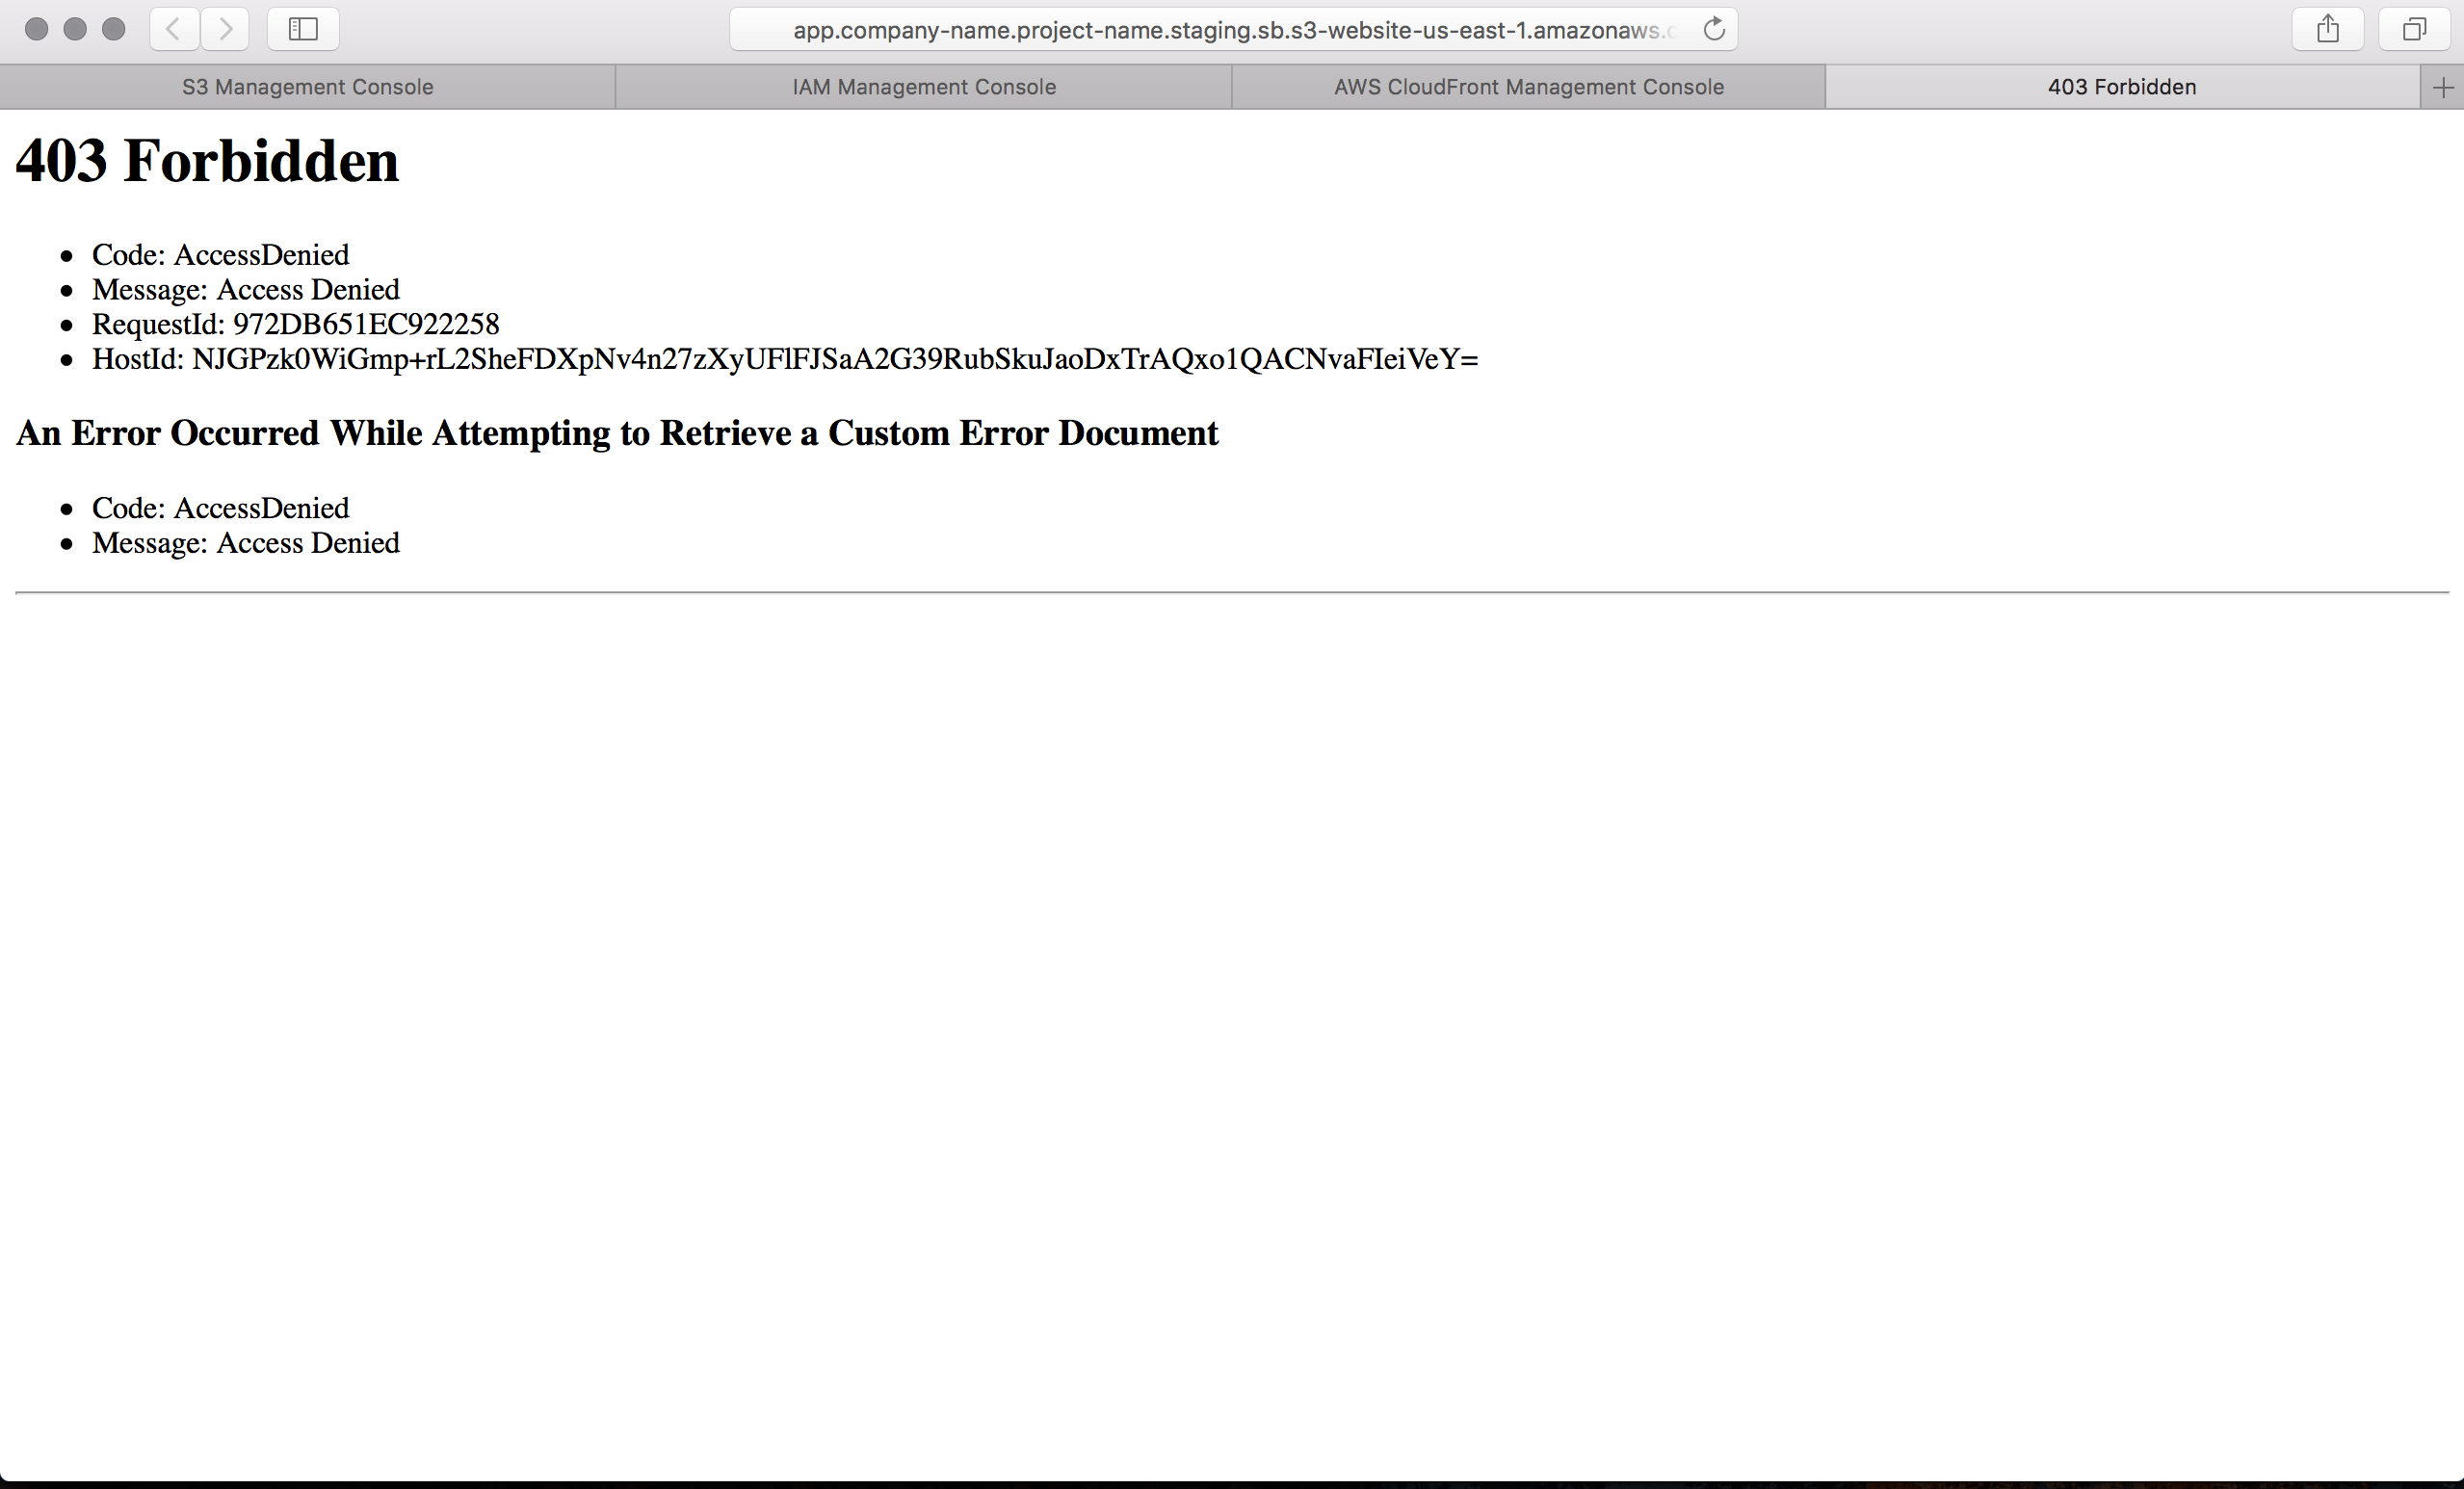 app.company-name.project-name.staging.sb.s3-website-us-east-1.amazonaws.c
S3 Management Console
IAM Management Console
AWS CloudFront Management Console
403 Forbidden
403 Forbidden
Code: AccessDenied
Message: Access Denied
RequestId: 972DB651EC922258
HostId: NJGPzk0WiGmp+rL2SheFDXpNv4n27zXyUFlFJSaA2G39RubSkuJaoDxTrAQxo1QACNvaFIeiVeY=
An Error Occurred While Attempting to Retrieve a Custom Error Document
Code: AccessDenied
Message: Access Denied